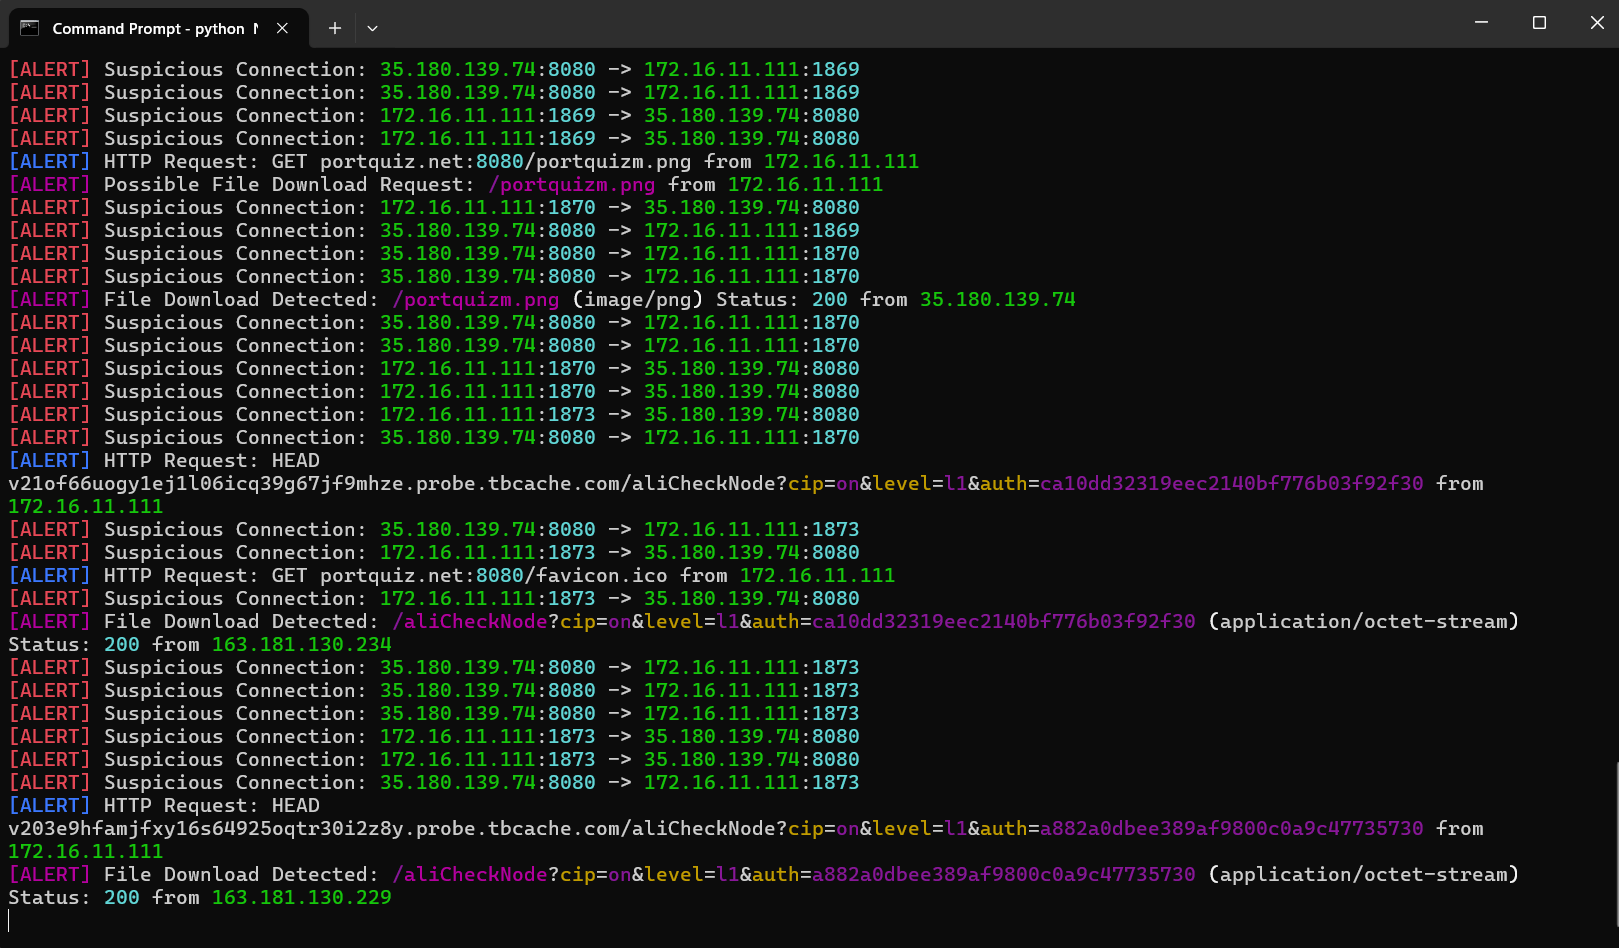 Command Prompt - python
[ALERT] Suspicious Connection: 35.180.139.74:8080 -> 172.16.11.111:1869
[ALERT] Suspicious Connection: 35.180.139.74:8080 -> 172.16.11.111:1869
[ALERT] Suspicious Connection: 172.16.11.111:1869 -> 35.180.139.74:8080
[ALERT] Suspicious Connection: 172.16.11.111:1869 -> 35.180.139.74:8080
[ALERT] HTTP Request: GET portquiz.net:8080/portquizm.png from 172.16.11.111
[ALERT] Possible File Download Request: /portquizm.png from 172.16.11.111
[ALERT] Suspicious Connection: 172.16.11.111:1870 -> 35.180.139.74:8080
[ALERT] Suspicious Connection: 35.180.139.74:8080 -> 172.16.11.111:1869
[ALERT] Suspicious Connection: 35.180.139.74:8080 -> 172.16.11.111:1870
[ALERT] Suspicious Connection: 35.180.139.74:8080 -> 172.16.11.111:1870
[ALERT] File Download Detected: /portquizm.png (image/png) Status: 200 from 35.180.139.74
[ALERT] Suspicious Connection: 35.180.139.74:8080 -> 172.16.11.111:1870
[ALERT] Suspicious Connection: 35.180.139.74:8080 -> 172.16.11.111:1870
[ALERT] Suspicious Connection: 172.16.11.111:1870 -> 35.180.139.74:8080
[ALERT] Suspicious Connection: 172.16.11.111:1870 -> 35.180.139.74:8080
[ALERT] Suspicious Connection: 172.16.11.111:1873 -> 35.180.139.74:8080
[ALERT] Suspicious Connection: 35.180.139.74:8080 -> 172.16.11.111:1870
[ALERT] HTTP Request: HEAD
v21of66uogy1ej1l06icq39g67jf9mhze.probe.tbcache.com/aliCheckNode?cip=on&level=l1&auth=ca10dd32319eec2140bf776b03f92f30 from
172.16.11.111
[ALERT] Suspicious Connection: 35.180.139.74:8080 -> 172.16.11.111:1873
[ALERT] Suspicious Connection: 172.16.11.111:1873 -> 35.180.139.74:8080
[ALERT] HTTP Request: GET portquiz.net:8080/favicon.ico from 172.16.11.111
[ALERT] Suspicious Connection: 172.16.11.111:1873 -> 35.180.139.74:8080
[ALERT] File Download Detected: /aliCheckNode?cip=on&level=l1&auth=ca10dd32319eec2140bf776b03f92f30 (application/octet-stream)
Status: 200 from 163.181.130.234
[ALERT] Suspicious Connection: 35.180.139.74:8080 -> 172.16.11.111:1873
[ALERT] Suspicious Connection: 35.180.139.74:8080 -> 172.16.11.111:1873
[ALERT] Suspicious Connection: 35.180.139.74:8080 -> 172.16.11.111:1873
[ALERT] Suspicious Connection: 172.16.11.111:1873 -> 35.180.139.74:8080
[ALERT] Suspicious Connection: 172.16.11.111:1873 -> 35.180.139.74:8080
[ALERT] Suspicious Connection: 35.180.139.74:8080 -> 172.16.11.111:1873
[ALERT] HTTP Request: HEAD
v203e9hfamjfxy16s64925oqtr30i2z8y.probe.tbcache.com/aliCheckNode?cip=on&level=l1&auth=a882a0dbee389af9800c0a9c47735730 from
172.16.11.111
[ALERT] File Download Detected: /aliCheckNode?cip=on&level=l1&auth=a882a0dbee389af9800c0a9c47735730 (application/octet-stream)
Status: 200 from 163.181.130.229